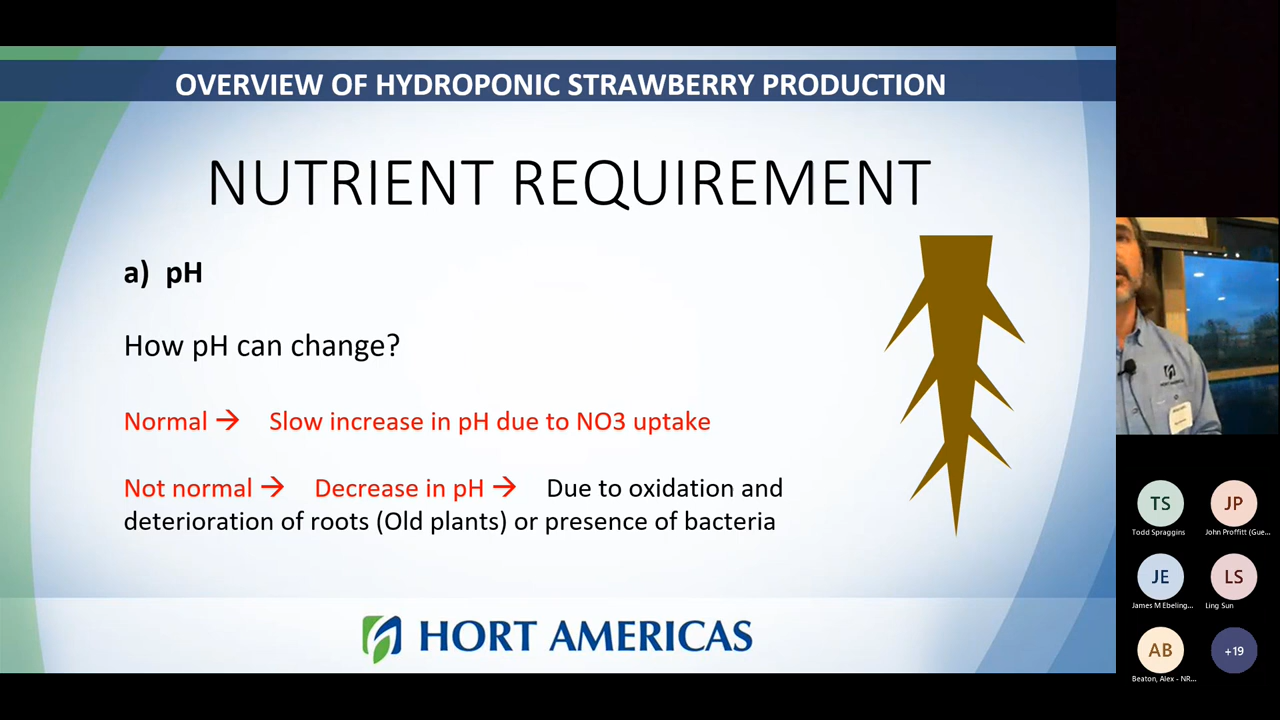 OVERVIEW OF HYDROPONIC STRAWBERRY PRODUCTION
NUTRIENT REQUIREMENT
a) pH
How pH can change?
Normal → Slow increase in pH due to NO3 uptake
Not normal → Decrease in pH → Due to oxidation and
deterioration of roots (Old plants) or presence of bacteria
HORT AMERICAS
HORT AMERICAS
TS
JP
Todd Spraggins
John Proffitt (Gue...
JE
LS
James M Ebeling...
Ling Sun
AB
+19
Beaton, Alex - NR...